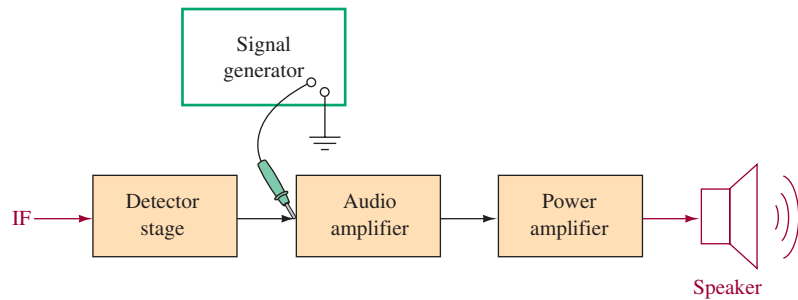 Signal
generator
IF
Detector
stage
Audio
amplifier
Power
amplifier
Speaker